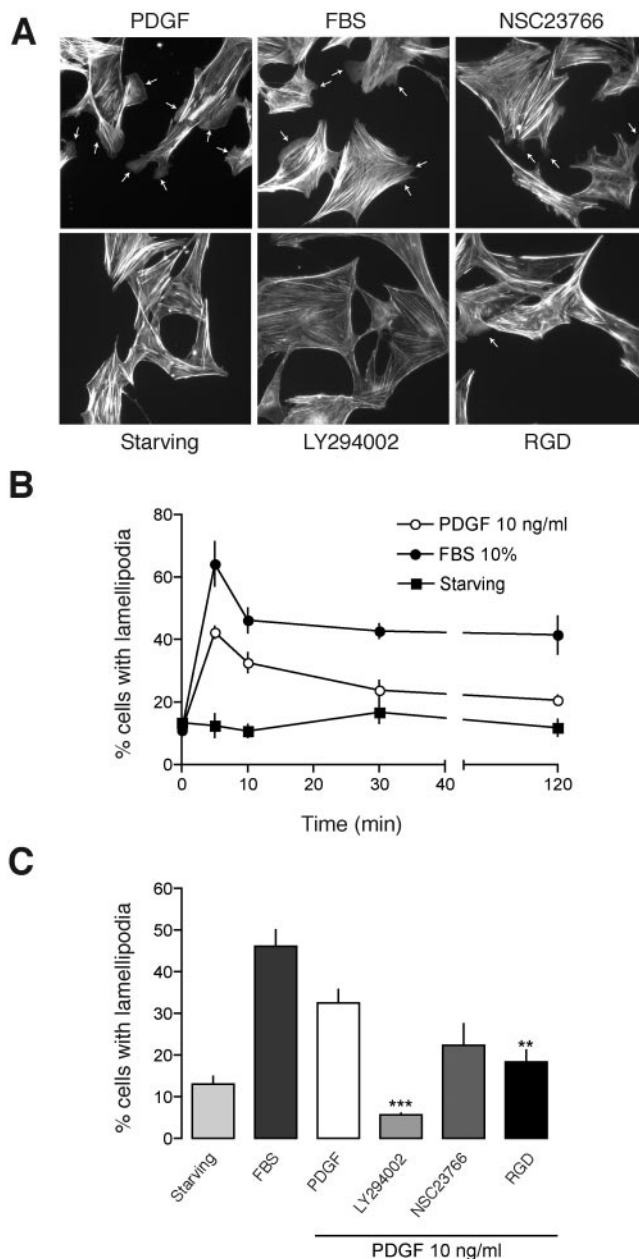 A
PDGF FBS NSC23766
Starving LY294002 RGD
B
% cells with lamellipodia
80
60
40
20
0
PDGF 10 ng/ml
FBS 10%
Starving
0 10 20 30 40 120
Time (min)
C
% cells with lamellipodia
60
50
40
30
20
10
0
***
**
Starving FBS PDGF LY294002 NSC23766 RGD
PDGF 10 ng/ml